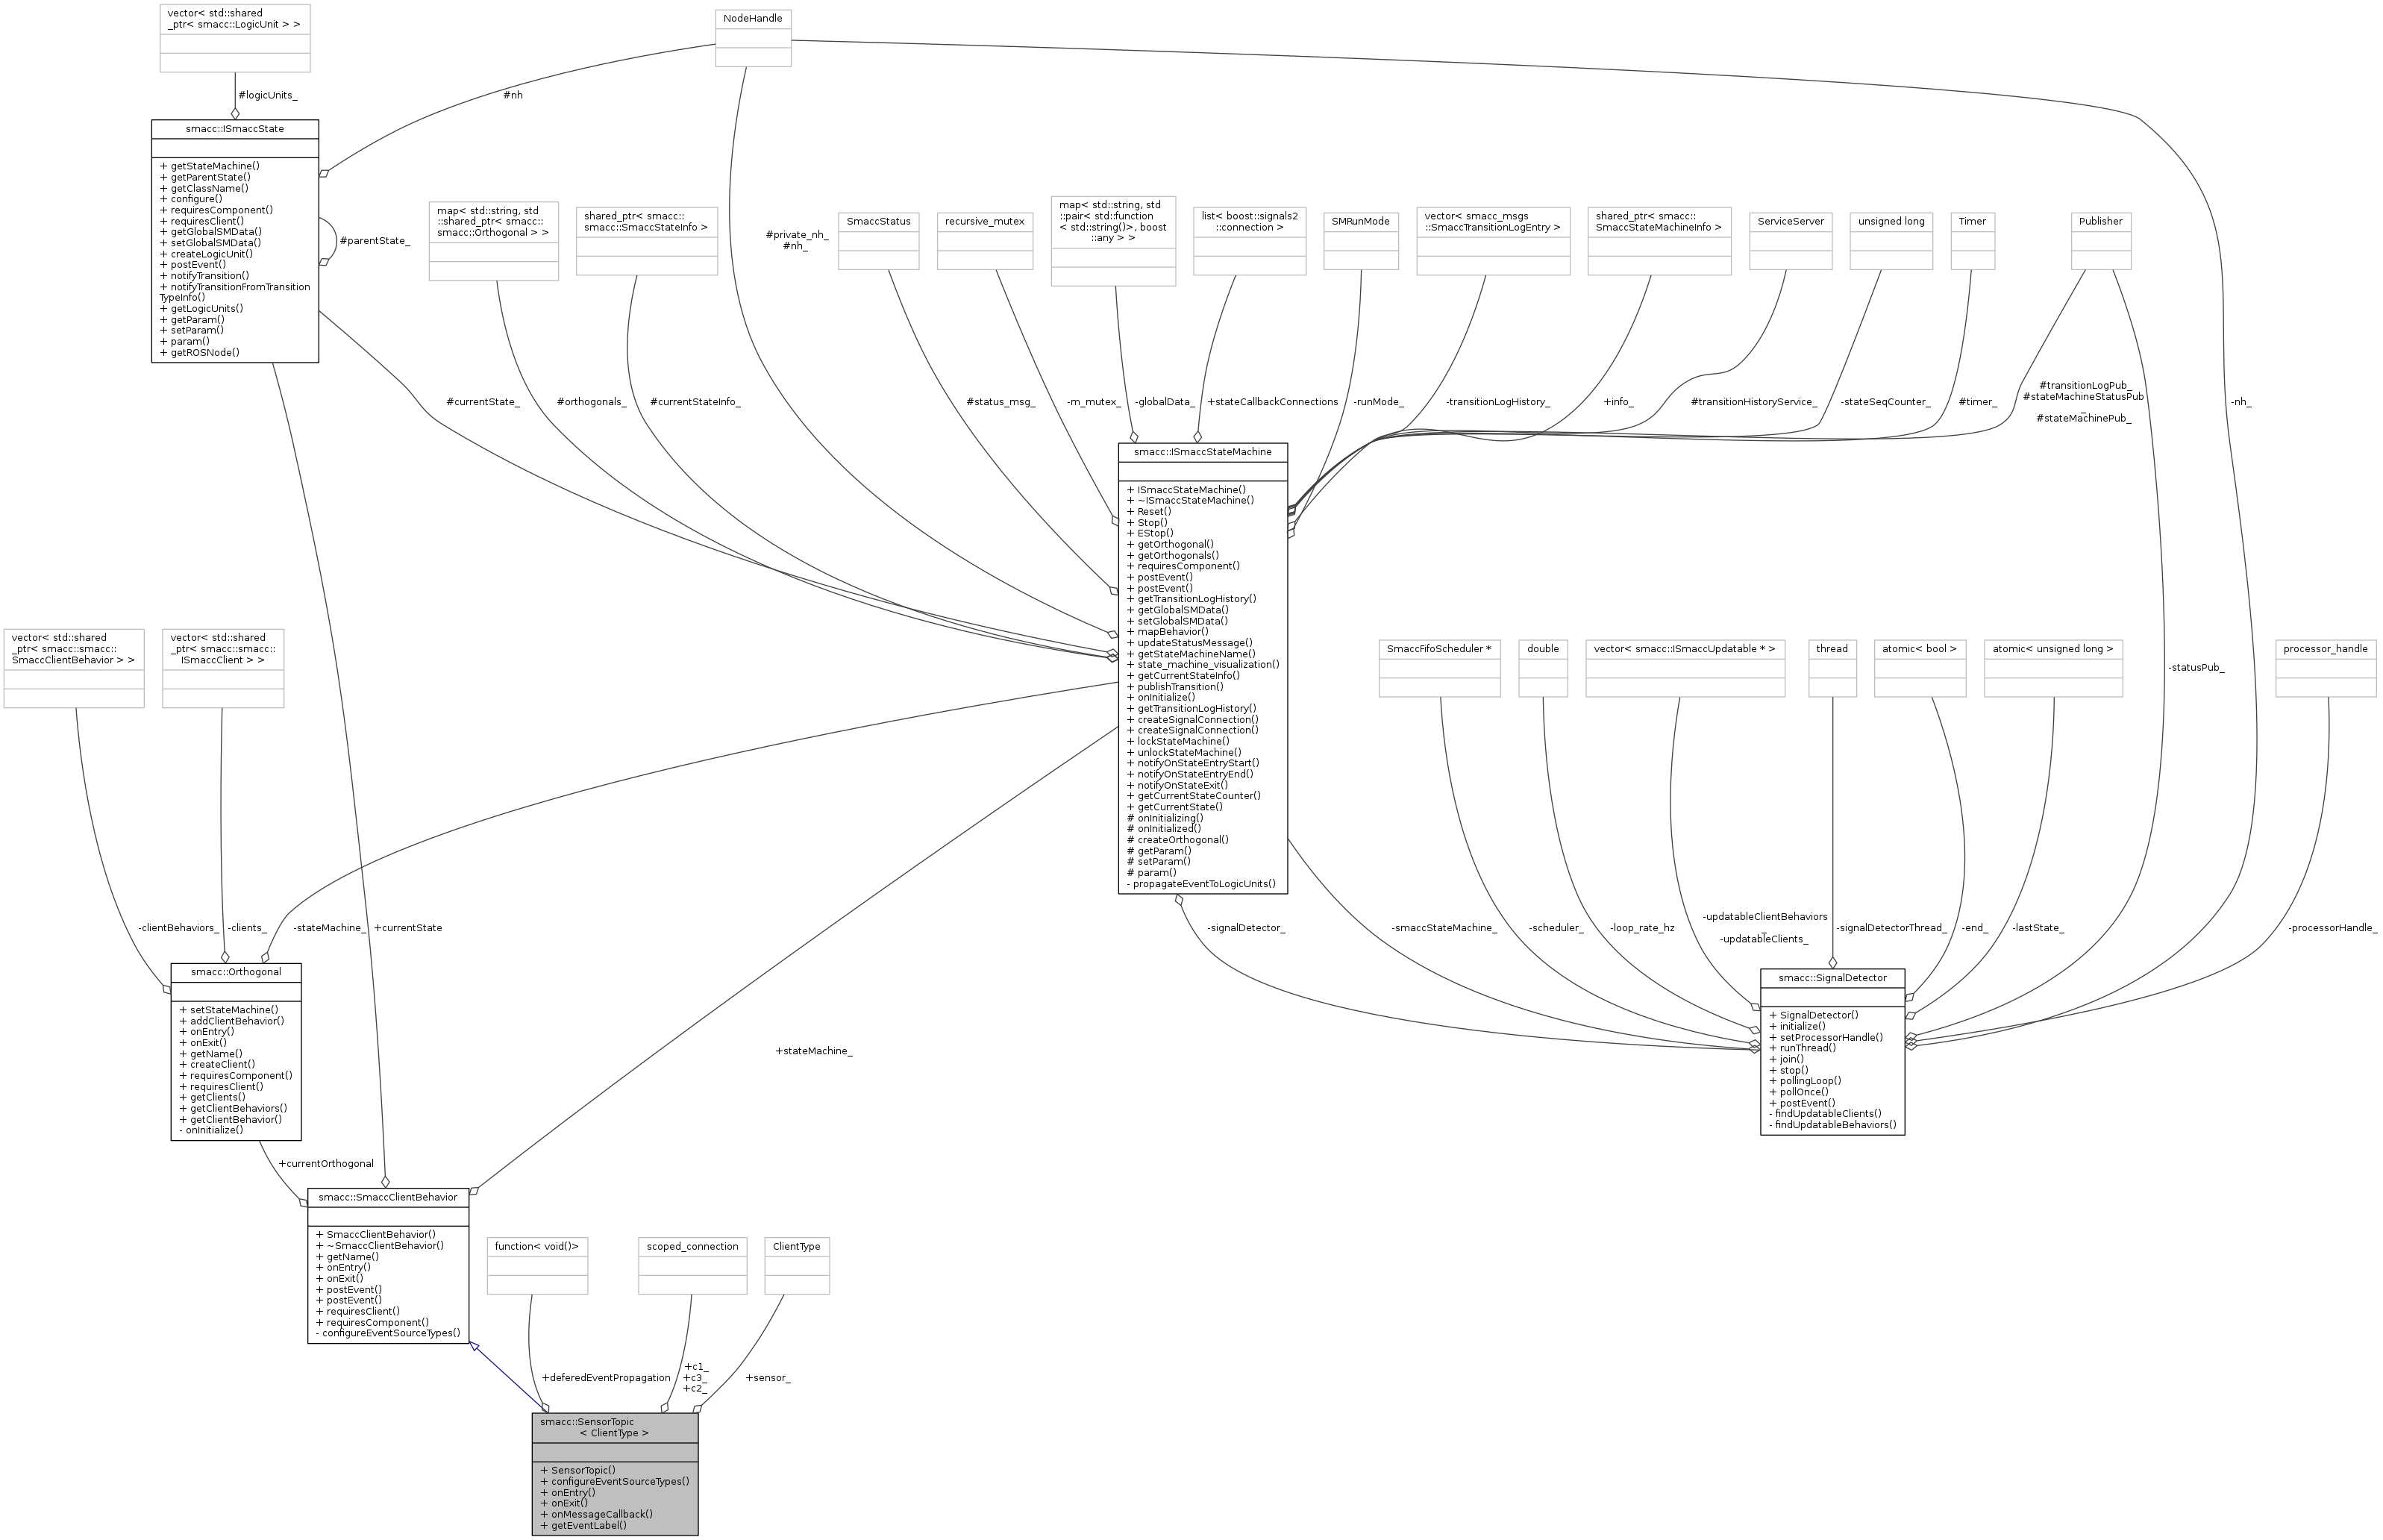 vector< std::shared
_ptr< smacc::LogicUnit > >
NodeHandle
#logicUnits_
#nh
smacc::ISmaccState
+ getStateMachine()
+ getParentState()
+ getClassName()
+ configure()
+ requiresComponent()
+ requiresClient()
+ getGlobalSMData()
+ setGlobalSMData()
+ createLogicUnit()
+ postEvent()
+ notifyTransition()
+ notifyTransitionFromTransition
TypeInfo()
+ getLogicUnits()
+ getParam()
+ setParam()
+ param()
+ getROSNode()
#parentState_
map< std::string, std
::shared_ptr< smacc::
smacc::Orthogonal > >
shared_ptr< smacc::
smacc::SmaccStateInfo >
#private_nh_
#nh_
SmaccStatus
recursive_mutex
map< std::string, std
::pair< std::function
< std::string()>, boost
::any > >
list< boost::signals2
::connection >
SMRunMode
vector< smacc_msgs
::SmaccTransitionLogEntry >
shared_ptr< smacc::
SmaccStateMachineInfo >
ServiceServer
unsigned long
Timer
Publisher
#currentState_
#orthogonals_
#currentStateInfo_
#status_msg_
-m_mutex_
-globalData_
+stateCallbackConnections
-runMode_
-transitionLogHistory_
+info_
#transitionHistoryService_
-stateSeqCounter_
#timer_
#transitionLogPub_
#stateMachineStatusPub
_
#stateMachinePub_
-nh_
smacc::ISmaccStateMachine
+ ISmaccStateMachine()
+ ~ISmaccStateMachine()
+ Reset()
+ Stop()
+ EStop()
+ getOrthogonal()
+ getOrthogonals()
+ requiresComponent()
+ postEvent()
+ postEvent()
+ getTransitionLogHistory()
+ getGlobalSMData()
+ setGlobalSMData()
+ mapBehavior()
+ updateStatusMessage()
+ getStateMachineName()
+ state_machine_visualization()
+ getCurrentStateInfo()
+ publishTransition()
+ onInitialize()
+ getTransitionLogHistory()
+ createSignalConnection()
+ createSignalConnection()
+ lockStateMachine()
+ unlockStateMachine()
+ notifyOnStateEntryStart()
+ notifyOnStateEntryEnd()
+ notifyOnStateExit()
+ getCurrentStateCounter()
+ getCurrentState()
# onInitializing()
# onInitialized()
# createOrthogonal()
# getParam()
# setParam()
# param()
- propagateEventToLogicUnits()
vector< std::shared
_ptr< smacc::smacc::
SmaccClientBehavior > >
vector< std::shared
_ptr< smacc::smacc::
ISmaccClient > >
SmaccFifoScheduler *
double
vector< smacc::ISmaccUpdatable * >
thread
atomic< bool >
atomic< unsigned long >
-statusPub_
processor_handle
-clientBehaviors_
-clients_
-stateMachine_
+currentState
-signalDetector_
-smaccStateMachine_
-scheduler_
-loop_rate_hz
-updatableClientBehaviors
_
-updatableClients_
-signalDetectorThread_
-end_
-lastState_
-processorHandle_
smacc::Orthogonal
+ setStateMachine()
+ addClientBehavior()
+ onEntry()
+ onExit()
+ getName()
+ createClient()
+ requiresComponent()
+ requiresClient()
+ getClients()
+ getClientBehaviors()
+ getClientBehavior()
- onInitialize()
smacc::SignalDetector
+ SignalDetector()
+ initialize()
+ setProcessorHandle()
+ runThread()
+ join()
+ stop()
+ pollingLoop()
+ pollOnce()
+ postEvent()
- findUpdatableClients()
- findUpdatableBehaviors()
+stateMachine_
+currentOrthogonal
smacc::SmaccClientBehavior
+ SmaccClientBehavior()
+ ~SmaccClientBehavior()
+ getName()
+ onEntry()
+ onExit()
+ postEvent()
+ postEvent()
+ requiresClient()
+ requiresComponent()
- configureEventSourceTypes()
function< void()>
scoped_connection
ClientType
+deferedEventPropagation
+c1_
+c3_
+c2_
+sensor_
smacc::SensorTopic
< ClientType >
+ SensorTopic()
+ configureEventSourceTypes()
+ onEntry()
+ onExit()
+ onMessageCallback()
+ getEventLabel()